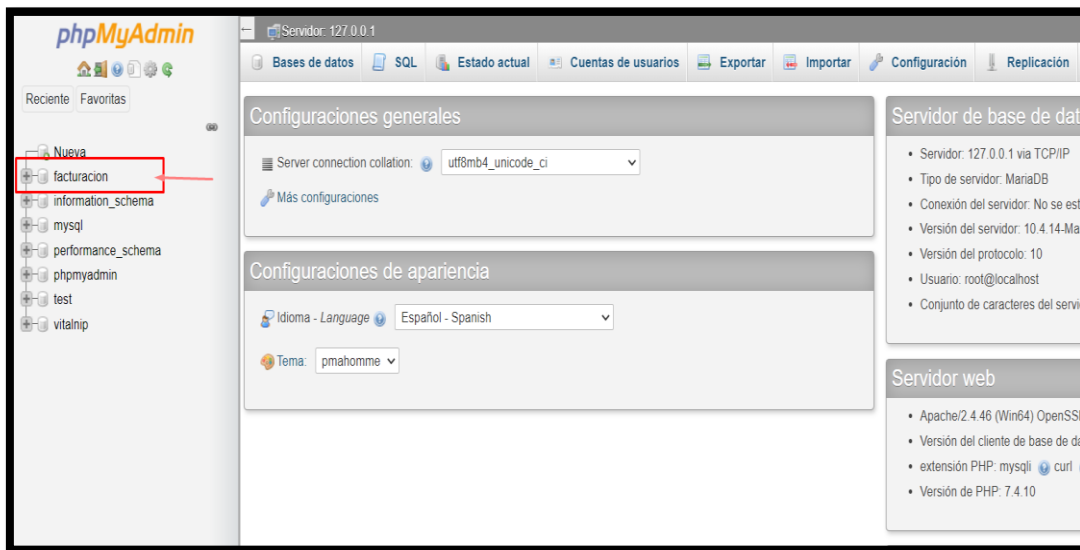 phpMyAdmin
Reciente Favoritas
Nueva
facturacion
information_schema
mysql
performance_schema
phpmyadmin
test
vitalnip
Servidor: 127.0.0.1
Bases de datos SQL Estado actual Cuentas de usuarios Exportar Importar Configuración Replicación
Configuraciones generales
Server connection collation: utf8mb4_unicode_ci
Más configuraciones
Configuraciones de apariencia
Idioma - Language Español - Spanish
Tema: pmahomme
Servidor de base de dat
Servidor: 127.0.0.1 via TCP/IP
Tipo de servidor: MariaDB
Conexión del servidor: No se est
Versión del servidor: 10.4.14-Ma
Versión del protocolo: 10
Usuario: root@localhost
Conjunto de caracteres del servi
Servidor web
Apache/2.4.46 (Win64) OpenSS
Versión del cliente de base de da
extensión PHP: mysqli curl
Versión de PHP: 7.4.10